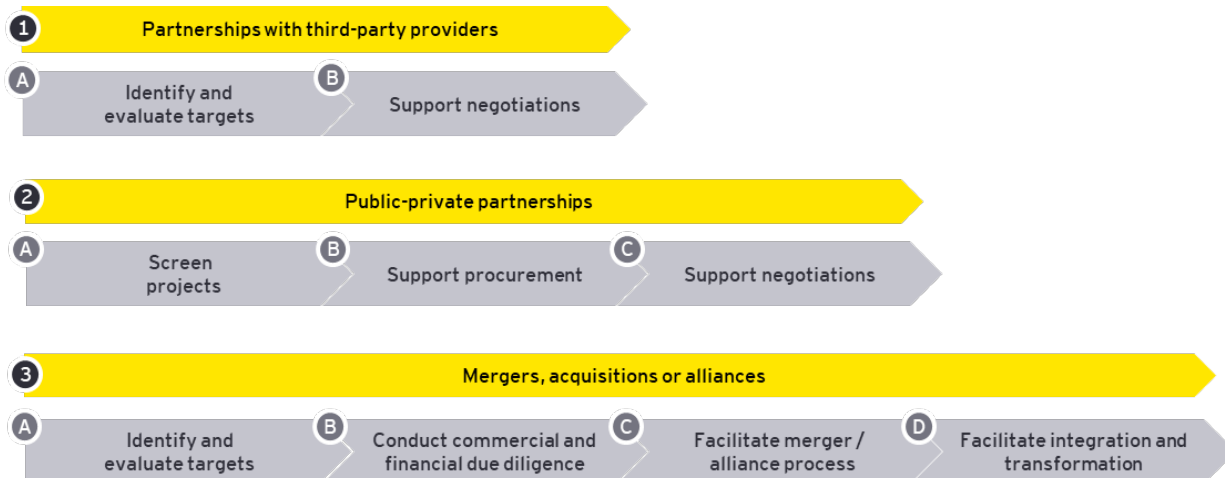 1 Partnerships with third-party providers
A Identify and
evaluate targets
B Support negotiations
2 Public-private partnerships
A Screen
projects
B Support procurement
C Support negotiations
3 Mergers, acquisitions or alliances
A Identify and
evaluate targets
B Conduct commercial and
financial due diligence
C Facilitate merger /
alliance process
D Facilitate integration and
transformation